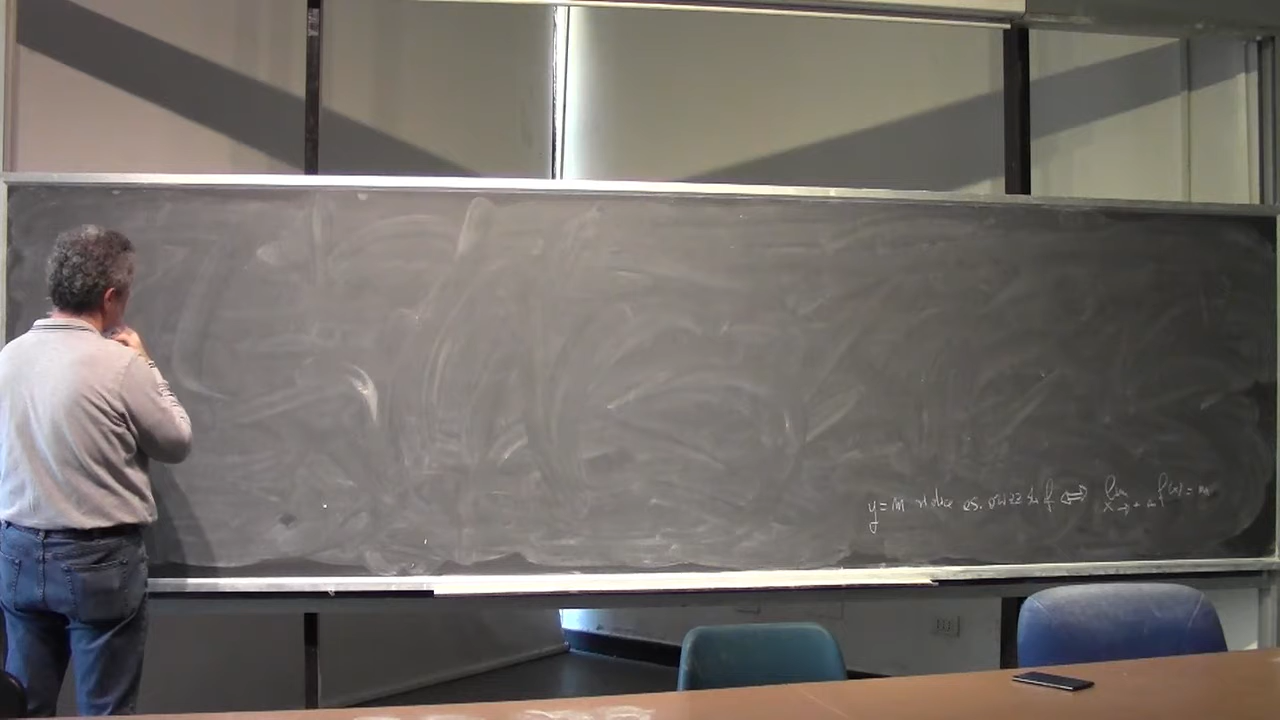 y = m si dice as. orizz di f ⇔ lim x→+∞ f(x) = m